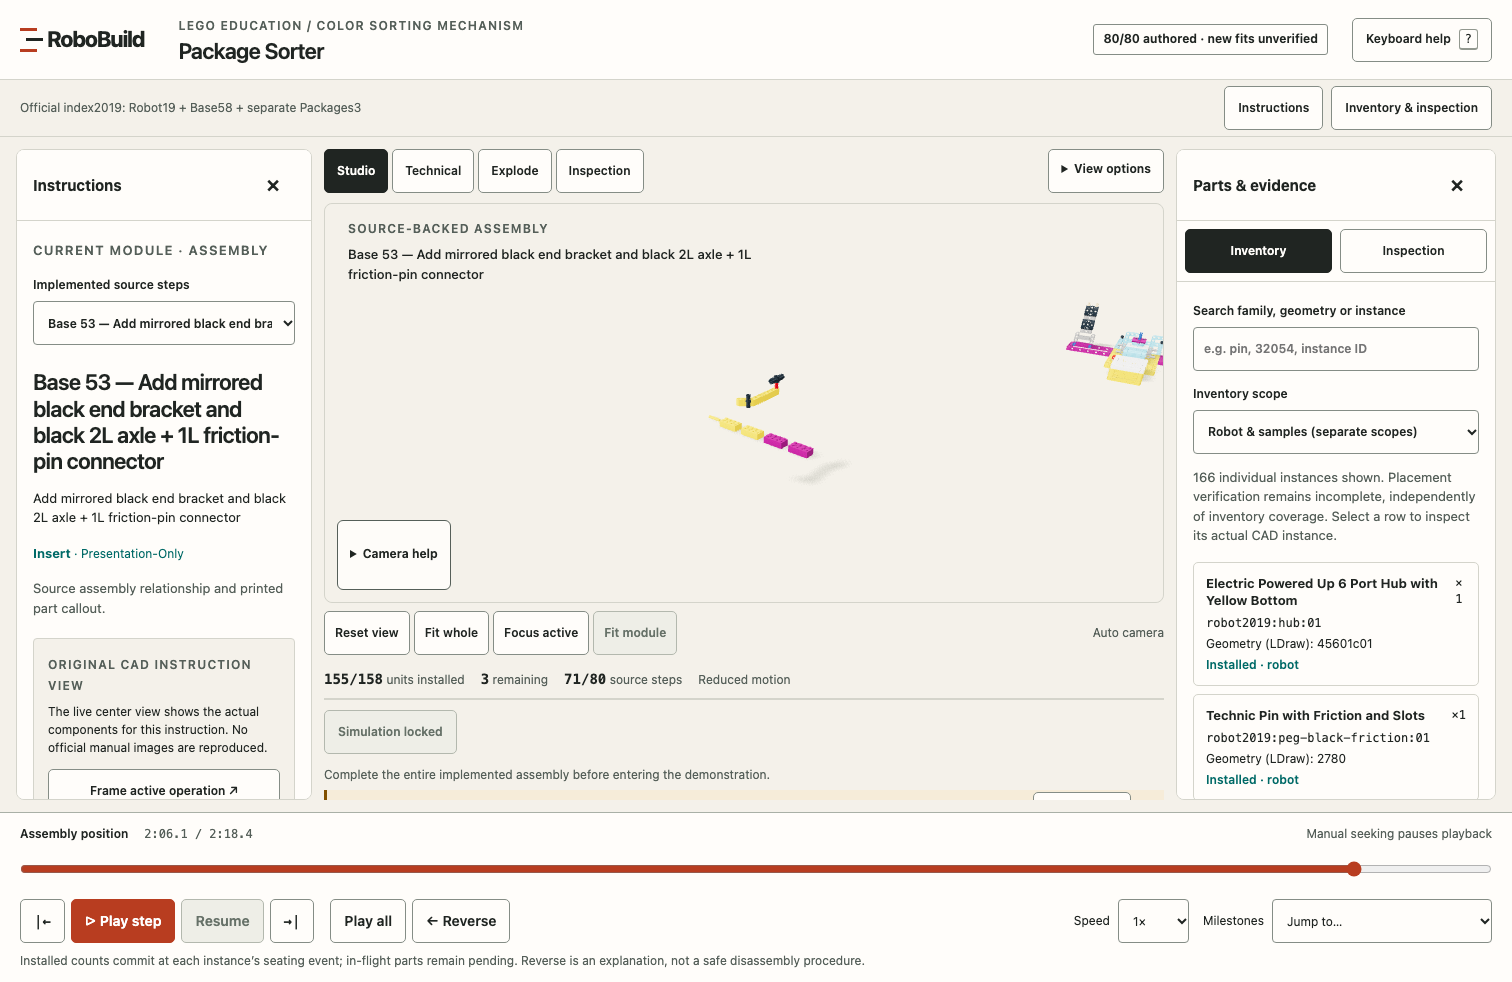 RoboBuild
LEGO EDUCATION / COLOR SORTING MECHANISM
Package Sorter
80/80 authored · new fits unverified
Keyboard help ?
Official index2019: Robot19 + Base58 + separate Packages3
Instructions
Inventory & inspection
Instructions
CURRENT MODULE · ASSEMBLY
Implemented source steps
Base 53 — Add mirrored black end bra
Base 53 — Add mirrored
black end bracket and
black 2L axle + 1L friction-
pin connector
Add mirrored black end bracket and black
2L axle + 1L friction-pin connector
Insert · Presentation-Only
Source assembly relationship and printed
part callout.
ORIGINAL CAD INSTRUCTION
VIEW
The live center view shows the actual
components for this instruction. No
official manual images are reproduced.
Frame active operation ↗
Studio
Technical
Explode
Inspection
View options
SOURCE-BACKED ASSEMBLY
Base 53 — Add mirrored black end bracket and black 2L axle + 1L
friction-pin connector
Camera help
Reset view
Fit whole
Focus active
Fit module
Auto camera
155/158 units installed 3 remaining 71/80 source steps Reduced motion
Simulation locked
Complete the entire implemented assembly before entering the demonstration.
Parts & evidence
Inventory
Inspection
Search family, geometry or instance
e.g. pin, 32054, instance ID
Inventory scope
Robot & samples (separate scopes)
166 individual instances shown. Placement
verification remains incomplete, independently
of inventory coverage. Select a row to inspect
its actual CAD instance.
Electric Powered Up 6 Port Hub with ×
Yellow Bottom 1
robot2019:hub:01
Geometry (LDraw): 45601c01
Installed · robot
Technic Pin with Friction and Slots ×1
robot2019:peg-black-friction:01
Geometry (LDraw): 2780
Installed · robot
Assembly position 2:06.1 / 2:18.4
Manual seeking pauses playback
|←
Play step
Resume
→|
Play all
← Reverse
Speed 1×
Milestones Jump to...
Installed counts commit at each instance's seating event; in-flight parts remain pending. Reverse is an explanation, not a safe disassembly procedure.